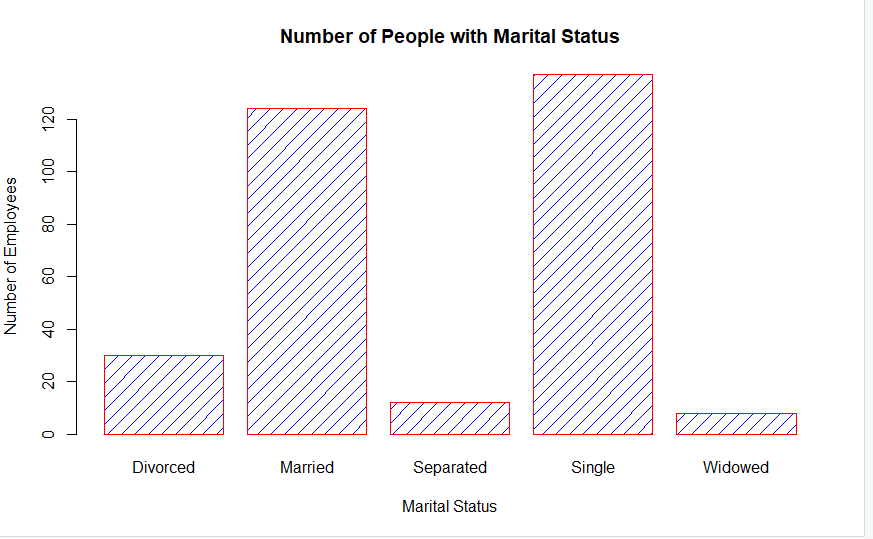 Number of People with Marital Status
Number of Employees
120
100
80
60
40
20
0
Divorced Married Separated Single Widowed
Marital Status